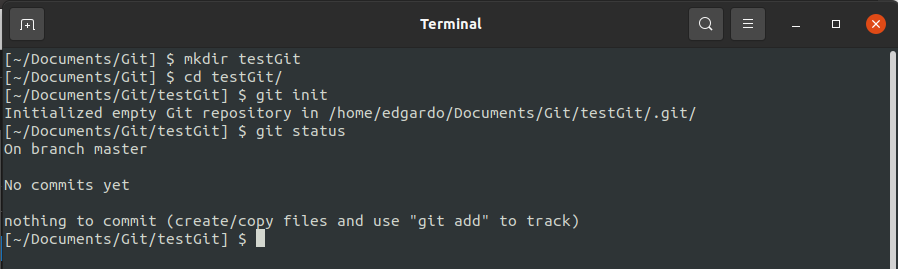 Terminal
[~/Documents/Git] $ mkdir testGit
[~/Documents/Git] $ cd testGit/
[~/Documents/Git/testGit] $ git init
Initialized empty Git repository in /home/edgardo/Documents/Git/testGit/.git/
[~/Documents/Git/testGit] $ git status
On branch master
No commits yet
nothing to commit (create/copy files and use "git add" to track)
[~/Documents/Git/testGit] $